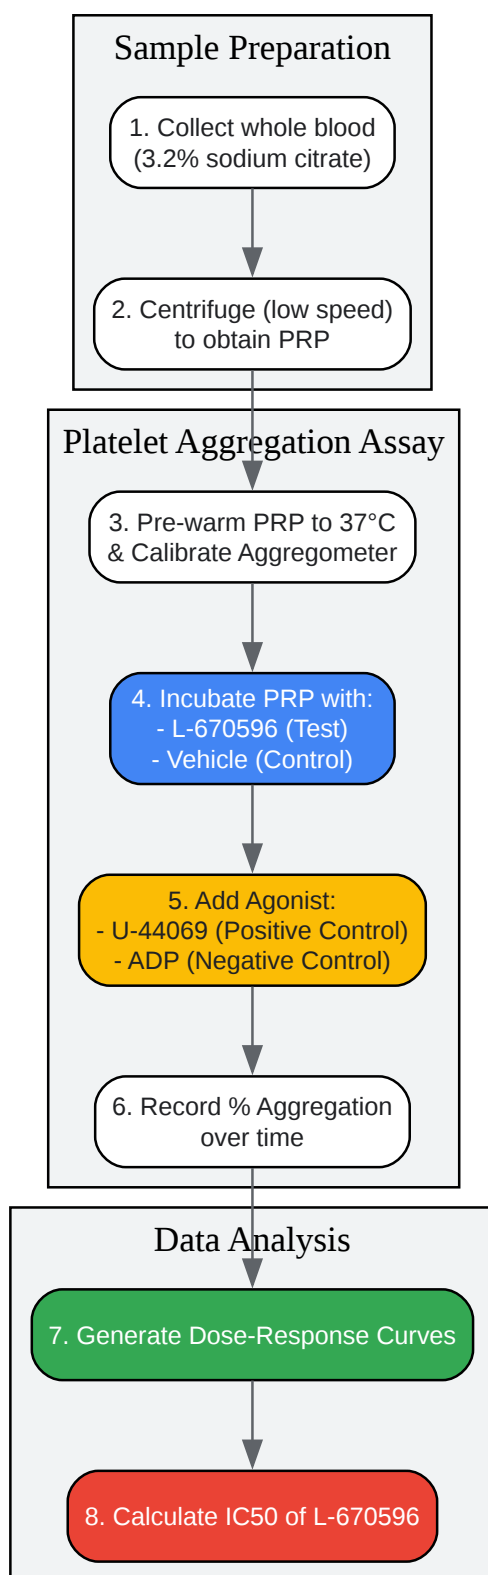 Sample Preparation
1. Collect whole blood
(3.2% sodium citrate)
2. Centrifuge (low speed)
to obtain PRP
Platelet Aggregation Assay
3. Pre-warm PRP to 37°C
& Calibrate Aggregometer
4. Incubate PRP with:
- L-670596 (Test)
- Vehicle (Control)
5. Add Agonist:
- U-44069 (Positive Control)
- ADP (Negative Control)
6. Record % Aggregation
over time
Data Analysis
7. Generate Dose-Response Curves
8. Calculate IC50 of L-670596